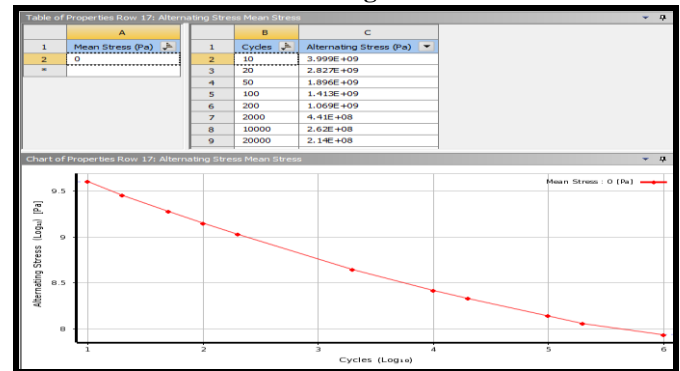 Table of Properties Row 17: Alternating Stress Mean Stress
A
1 Mean Stress (Pa)
2 0
*
B C
1 Cycles Alternating Stress (Pa)
2 10 3.999E+09
3 20 2.827E+09
4 50 1.896E+09
5 100 1.413E+09
6 200 1.069E+09
7 2000 4.41E+08
8 10000 2.62E+08
9 20000 2.14E+08
Chart of Properties Row 17: Alternating Stress Mean Stress
Mean Stress : 0 [Pa]
Alternating Stress (Log₁₀) [Pa]
9.5
9
8.5
8
1 2 3 4 5 6
Cycles (Log₁₀)